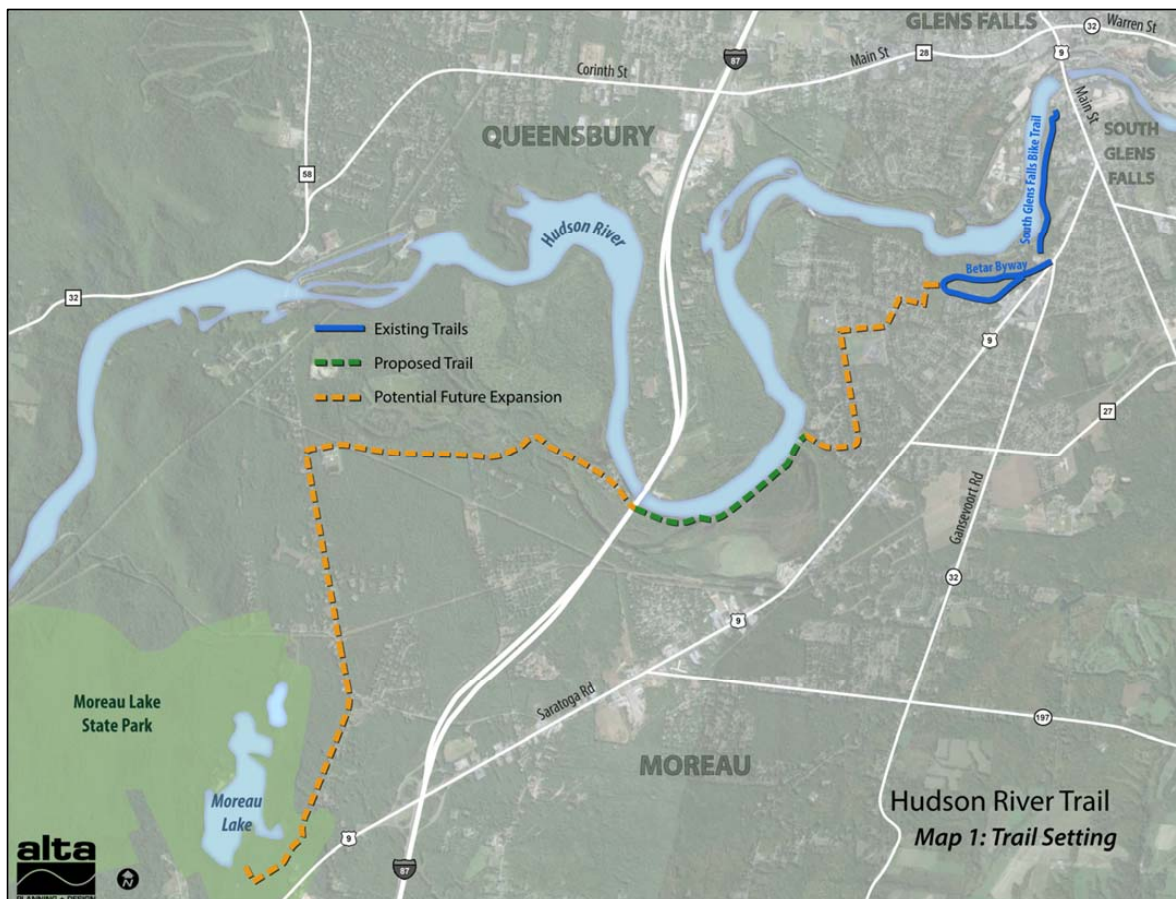 GLENS FALLS
32
Warren St
9
28
Main St
87
Corinth St
Main St
QUEENSBURY
SOUTH
GLENS
FALLS
South Glens Falls Bike Trail
58
Hudson River
Betar Byway
32
Existing Trails
9
Proposed Trail
Potential Future Expansion
27
Gansevoort Rd
32
9
Saratoga Rd
Moreau Lake
State Park
197
MOREAU
Moreau
Lake
Hudson River Trail
Map 1: Trail Setting
9
87
alta
PLANNING + DESIGN
N